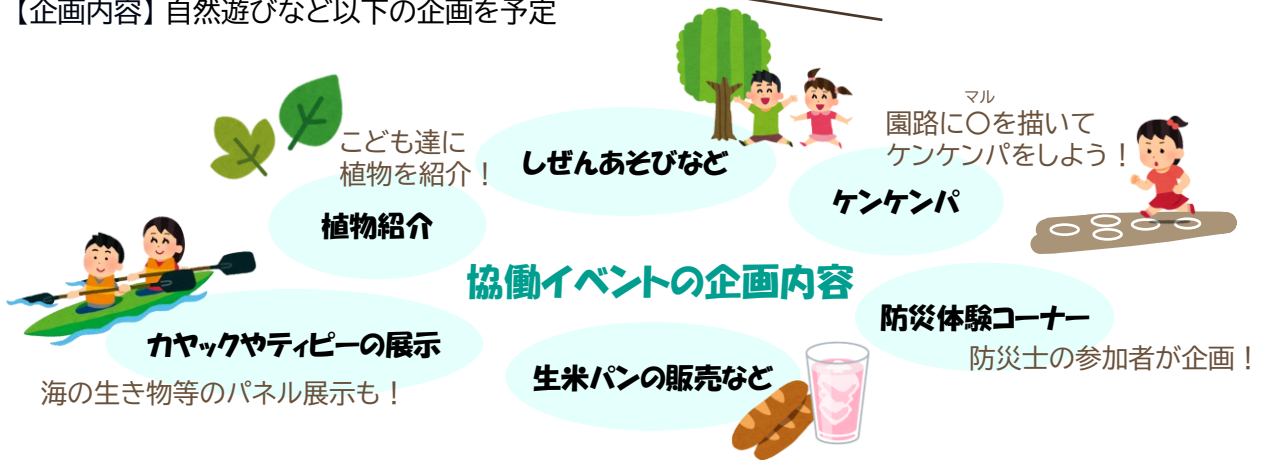 【企画内容】自然遊びなど以下の企画を予定
こども達に
植物を紹介！
しぜんあそびなど
マル
園路に〇を描いて
ケンケンパをしよう！
植物紹介
ケンケンパ
協働イベントの企画内容
カヤックやティピーの展示
海の生き物等のパネル展示も！
生米パンの販売など
防災体験コーナー
防災士の参加者が企画！